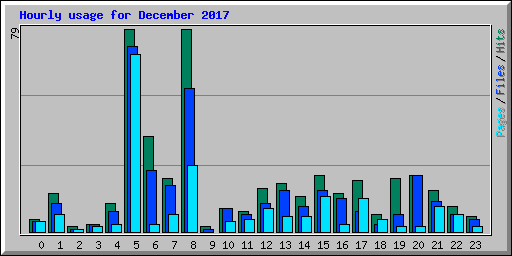 Hourly usage for December 2017
79
Pages / Files / Hits
0 1 2 3 4 5 6 7 8 9 10 11 12 13 14 15 16 17 18 19 20 21 22 23